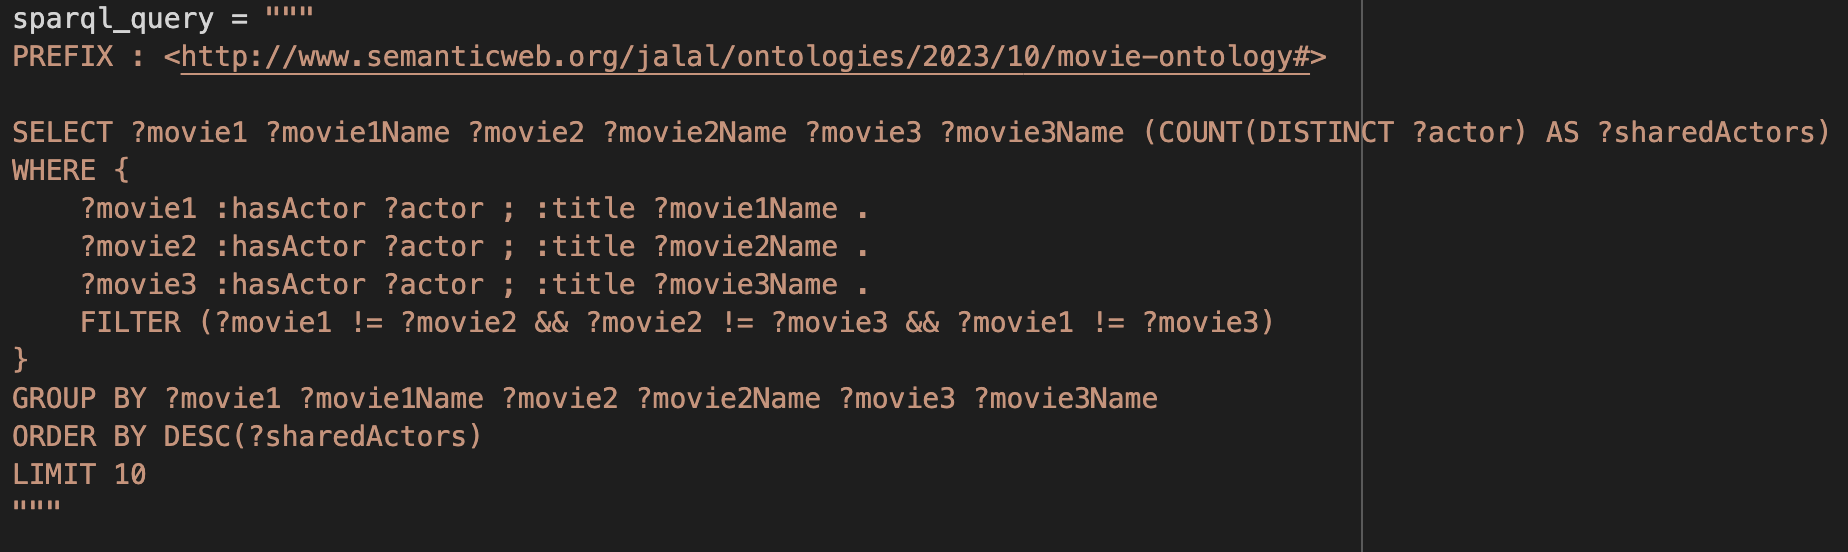 sparql_query = """
PREFIX : <http://www.semanticweb.org/jalal/ontologies/2023/10/movie-ontology#>
SELECT ?movie1 ?movie1Name ?movie2 ?movie2Name ?movie3 ?movie3Name (COUNT(DISTINCT ?actor) AS ?sharedActors)
WHERE {
    ?movie1 :hasActor ?actor ; :title ?movie1Name .
    ?movie2 :hasActor ?actor ; :title ?movie2Name .
    ?movie3 :hasActor ?actor ; :title ?movie3Name .
    FILTER (?movie1 != ?movie2 && ?movie2 != ?movie3 && ?movie1 != ?movie3)
}
GROUP BY ?movie1 ?movie1Name ?movie2 ?movie2Name ?movie3 ?movie3Name
ORDER BY DESC(?sharedActors)
LIMIT 10
"""